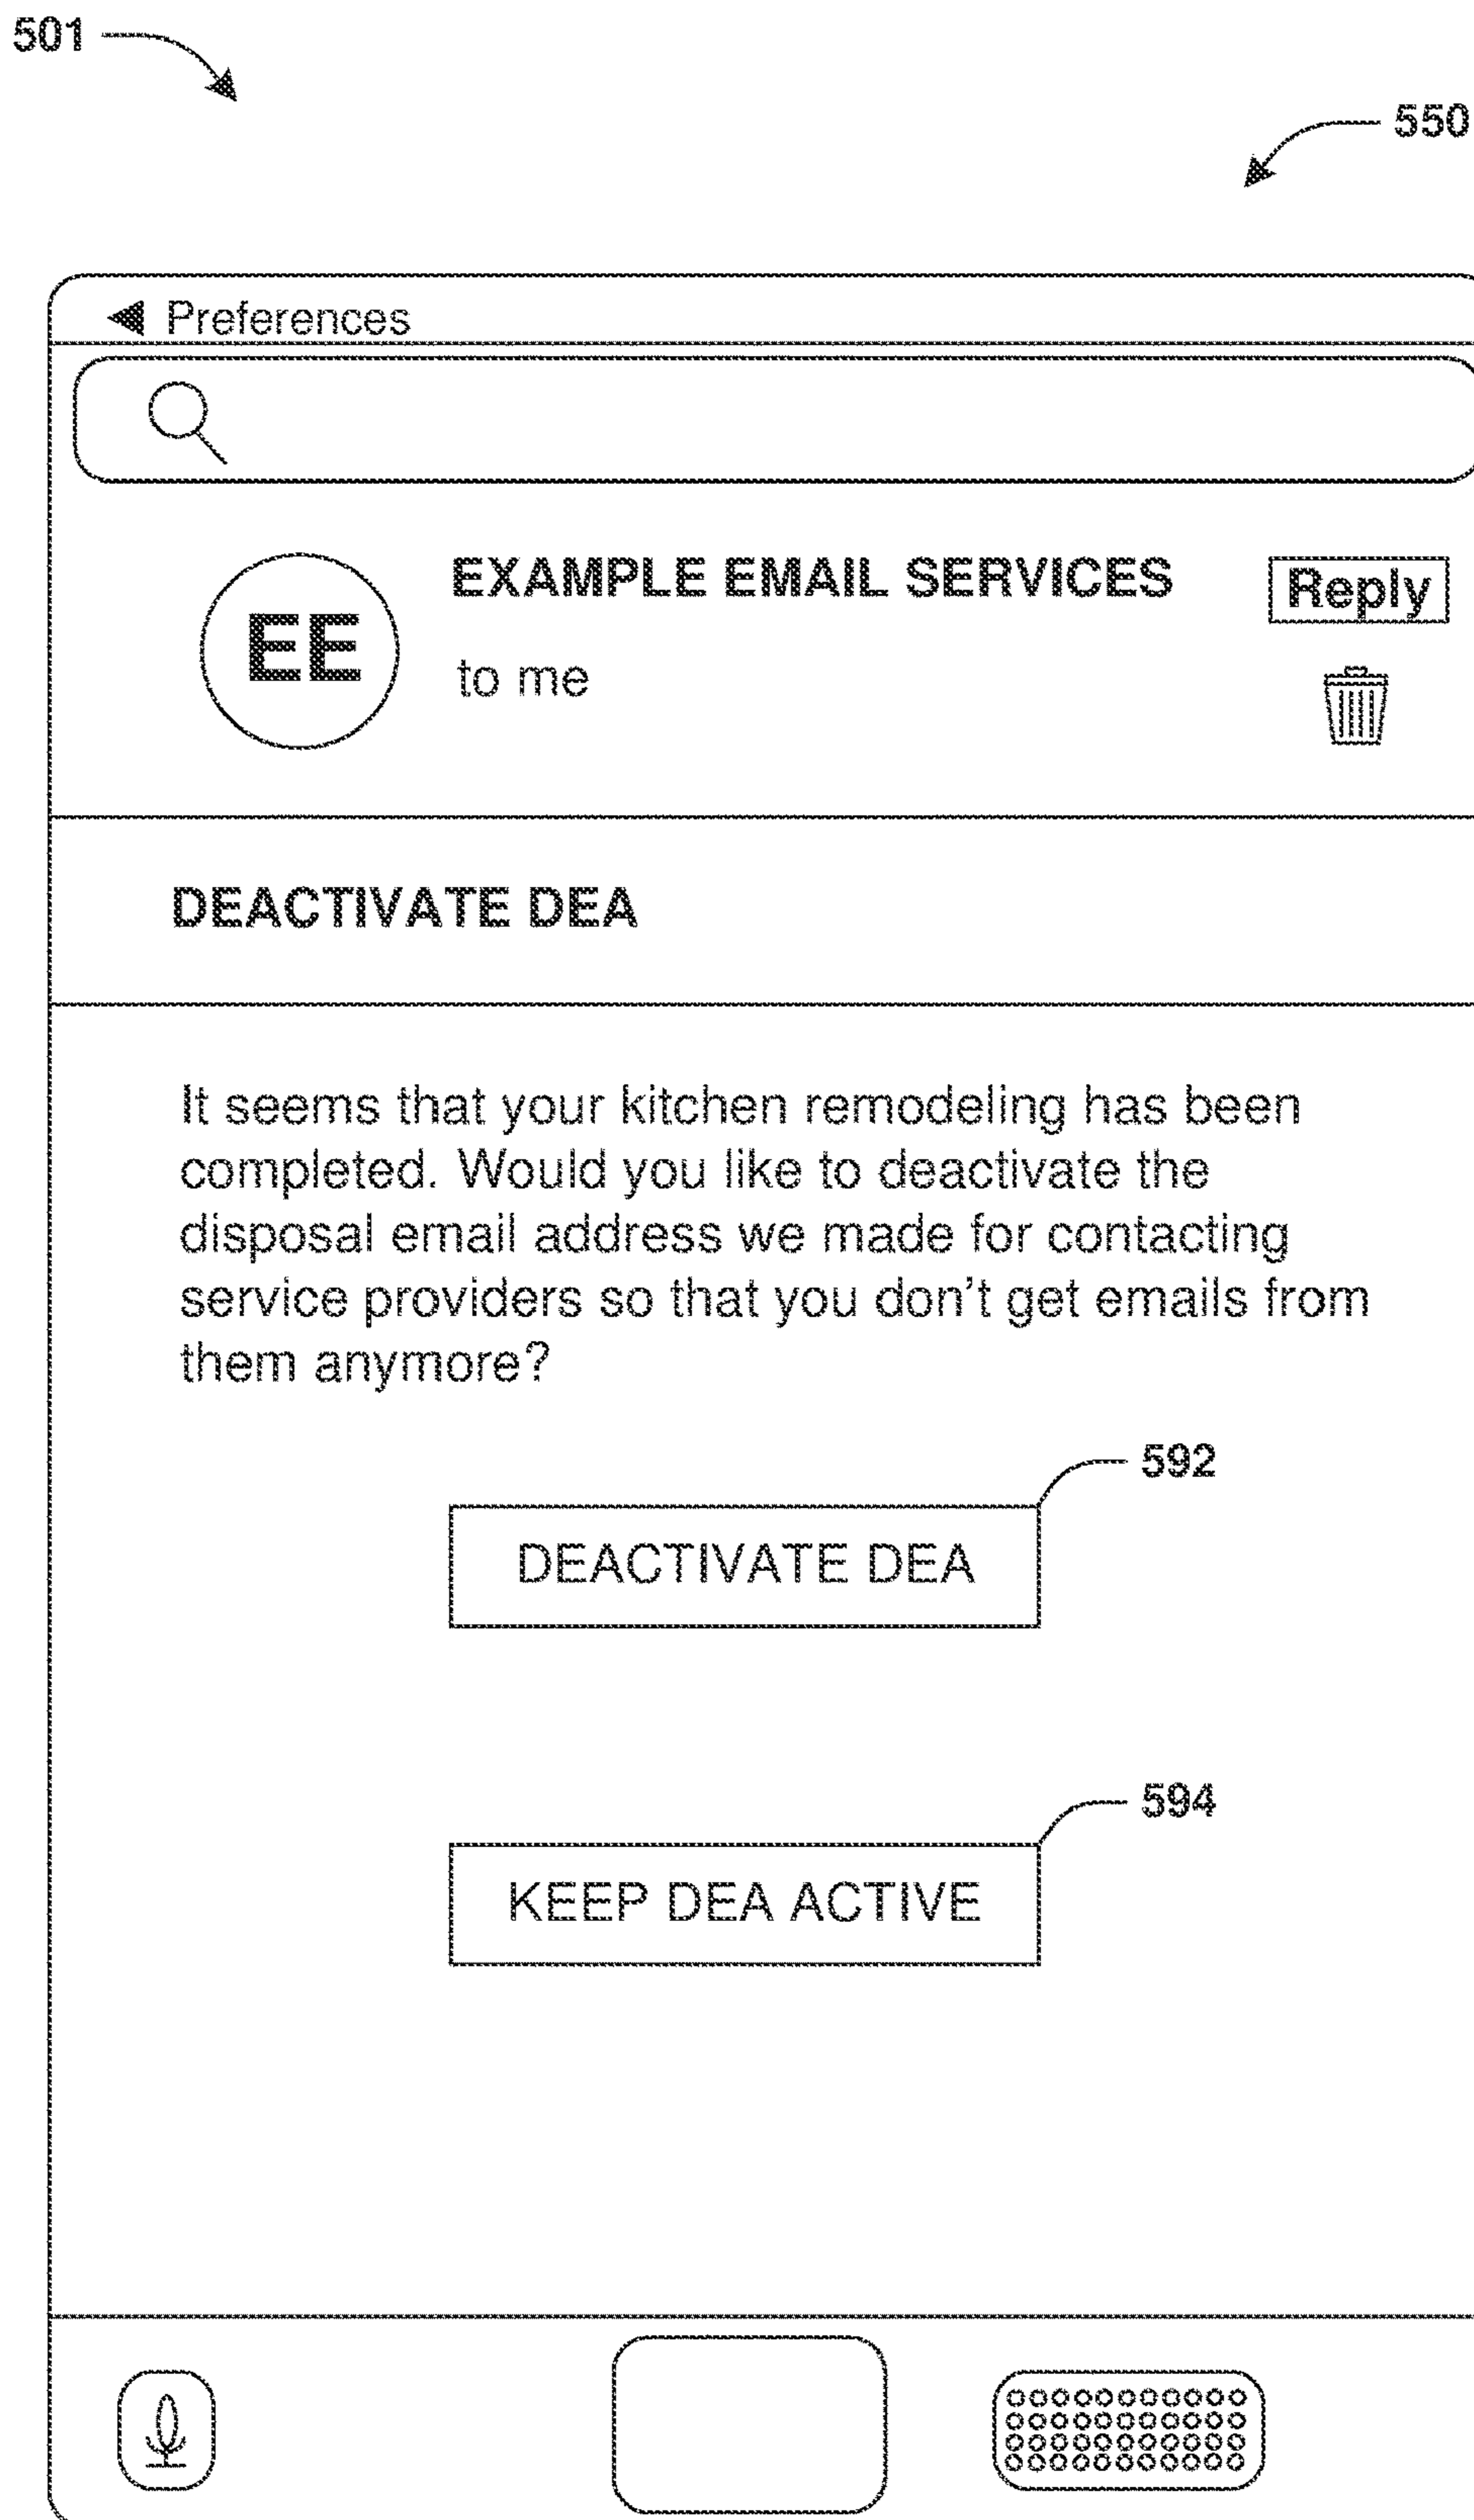 501
550
Preferences
EE
EXAMPLE EMAIL SERVICES
Reply
to me
DEACTIVATE DEA
It seems that your kitchen remodeling has been
completed. Would you like to deactivate the
disposal email address we made for contacting
service providers so that you don't get emails from
them anymore?
592
DEACTIVATE DEA
594
KEEP DEA ACTIVE